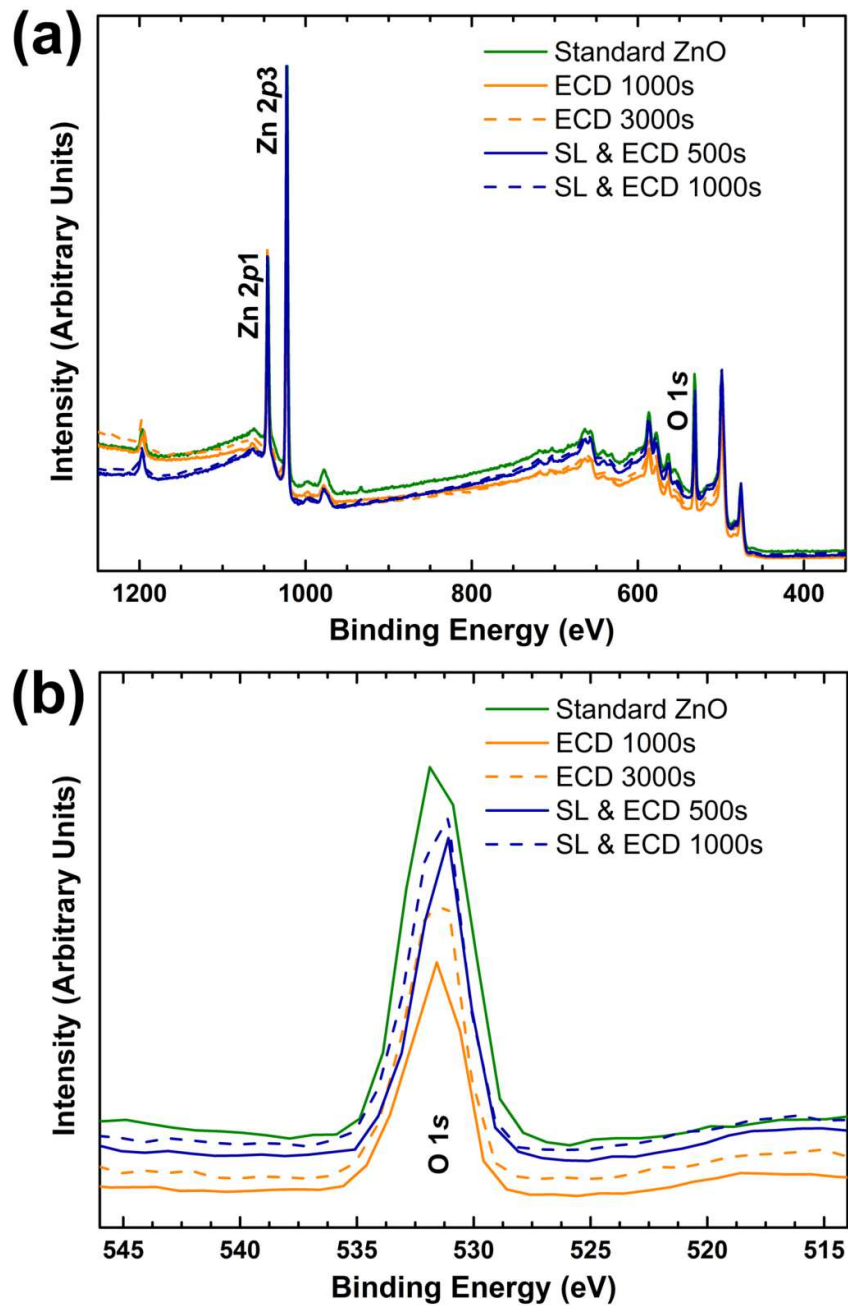 (a)
Standard ZnO
ECD 1000s
ECD 3000s
SL & ECD 500s
SL & ECD 1000s
Zn 2p3
Zn 2p1
O 1s
Intensity (Arbitrary Units)
1200 1000 800 600 400
Binding Energy (eV)
(b)
Standard ZnO
ECD 1000s
ECD 3000s
SL & ECD 500s
SL & ECD 1000s
O 1s
Intensity (Arbitrary Units)
545 540 535 530 525 520 515
Binding Energy (eV)